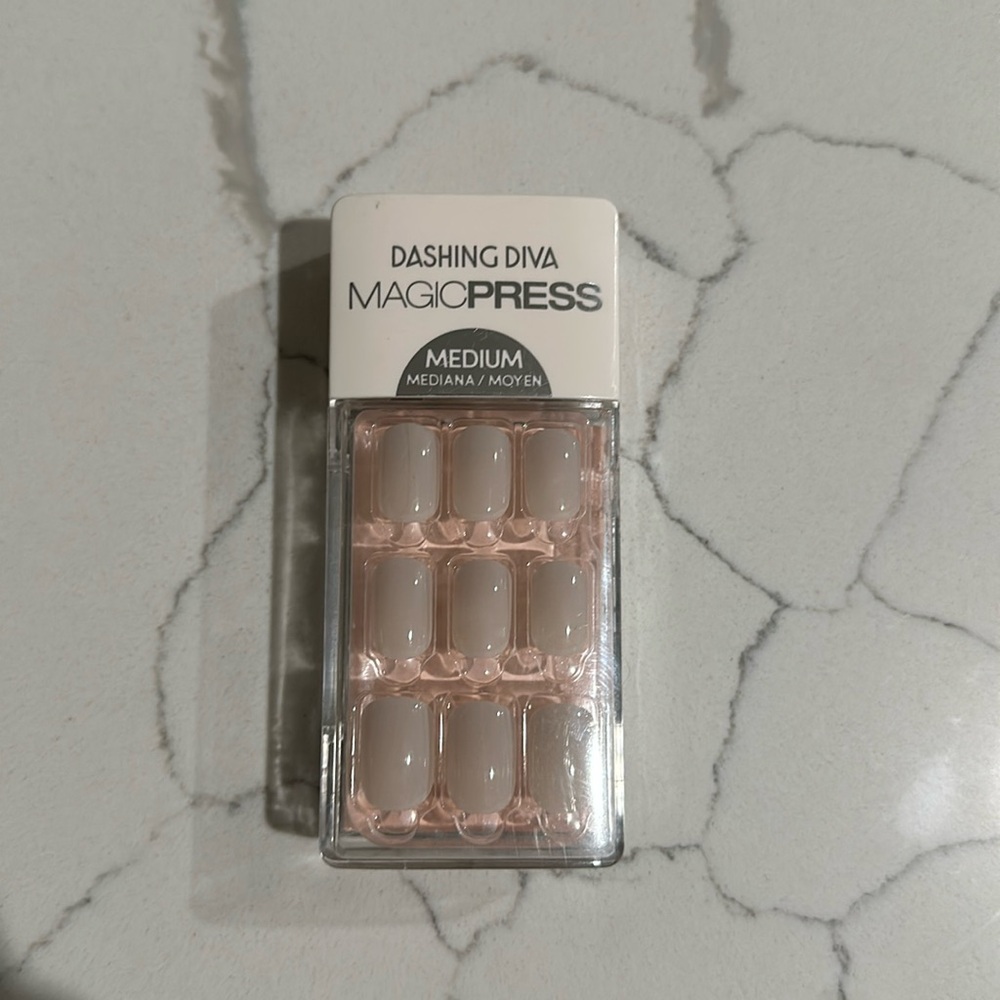 DASHING DIVA
MAGICPRESS
MEDIUM
MEDIANA / MOYEN